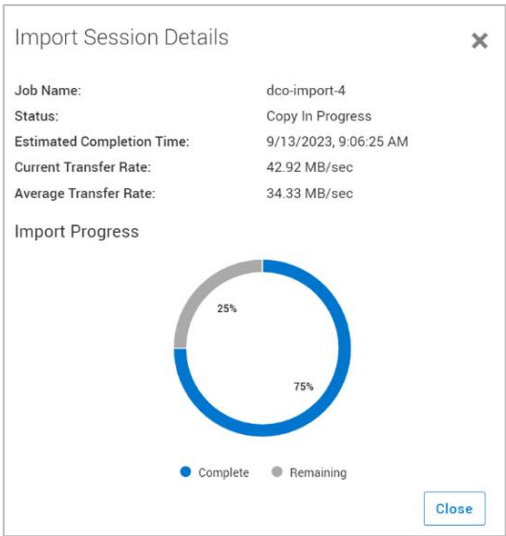 Import Session Details
Job Name: dco-import-4
Status: Copy In Progress
Estimated Completion Time: 9/13/2023, 9:06:25 AM
Current Transfer Rate: 42.92 MB/sec
Average Transfer Rate: 34.33 MB/sec
Import Progress
25%
75%
Complete Remaining
Close